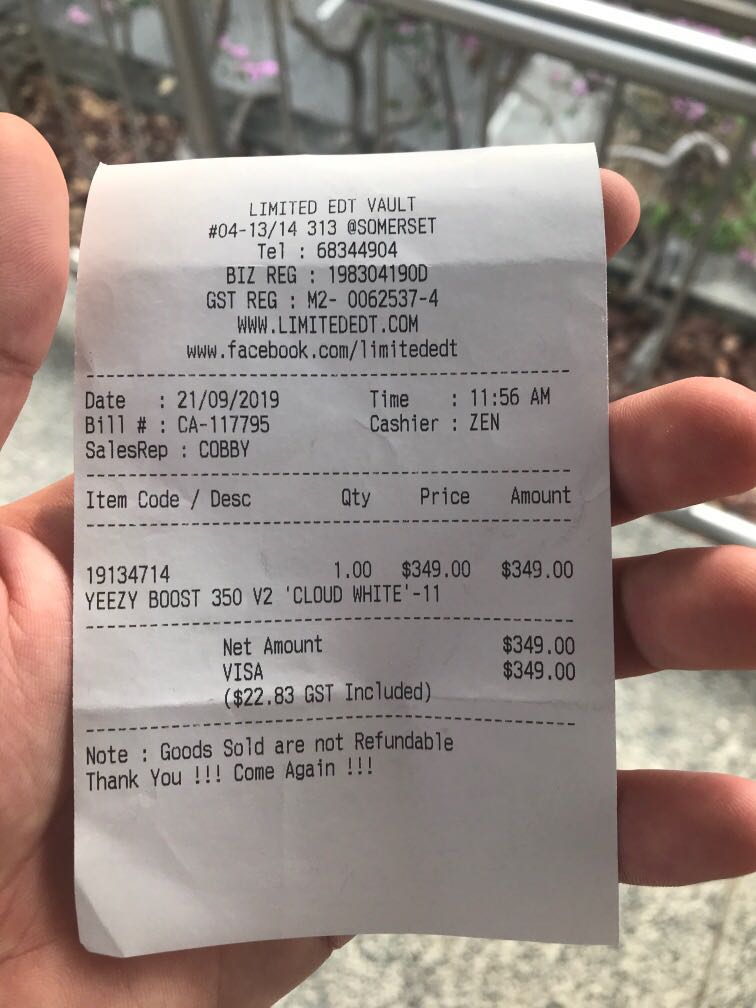 LIMITED EDT VAULT
#04-13/14 313 @SOMERSET
Tel : 68344904
BIZ REG : 198304190D
GST REG : M2- 0062537-4
WWW.LIMITEDEDT.COM
www.facebook.com/limitededt
Date : 21/09/2019 Time : 11:56 AM
Bill # : CA-117795 Cashier : ZEN
SalesRep : COBBY
Item Code / Desc Qty Price Amount
19134714 1.00 $349.00 $349.00
YEEZY BOOST 350 V2 'CLOUD WHITE'-11
Net Amount $349.00
VISA $349.00
($22.83 GST Included)
Note : Goods Sold are not Refundable
Thank You !!! Come Again !!!